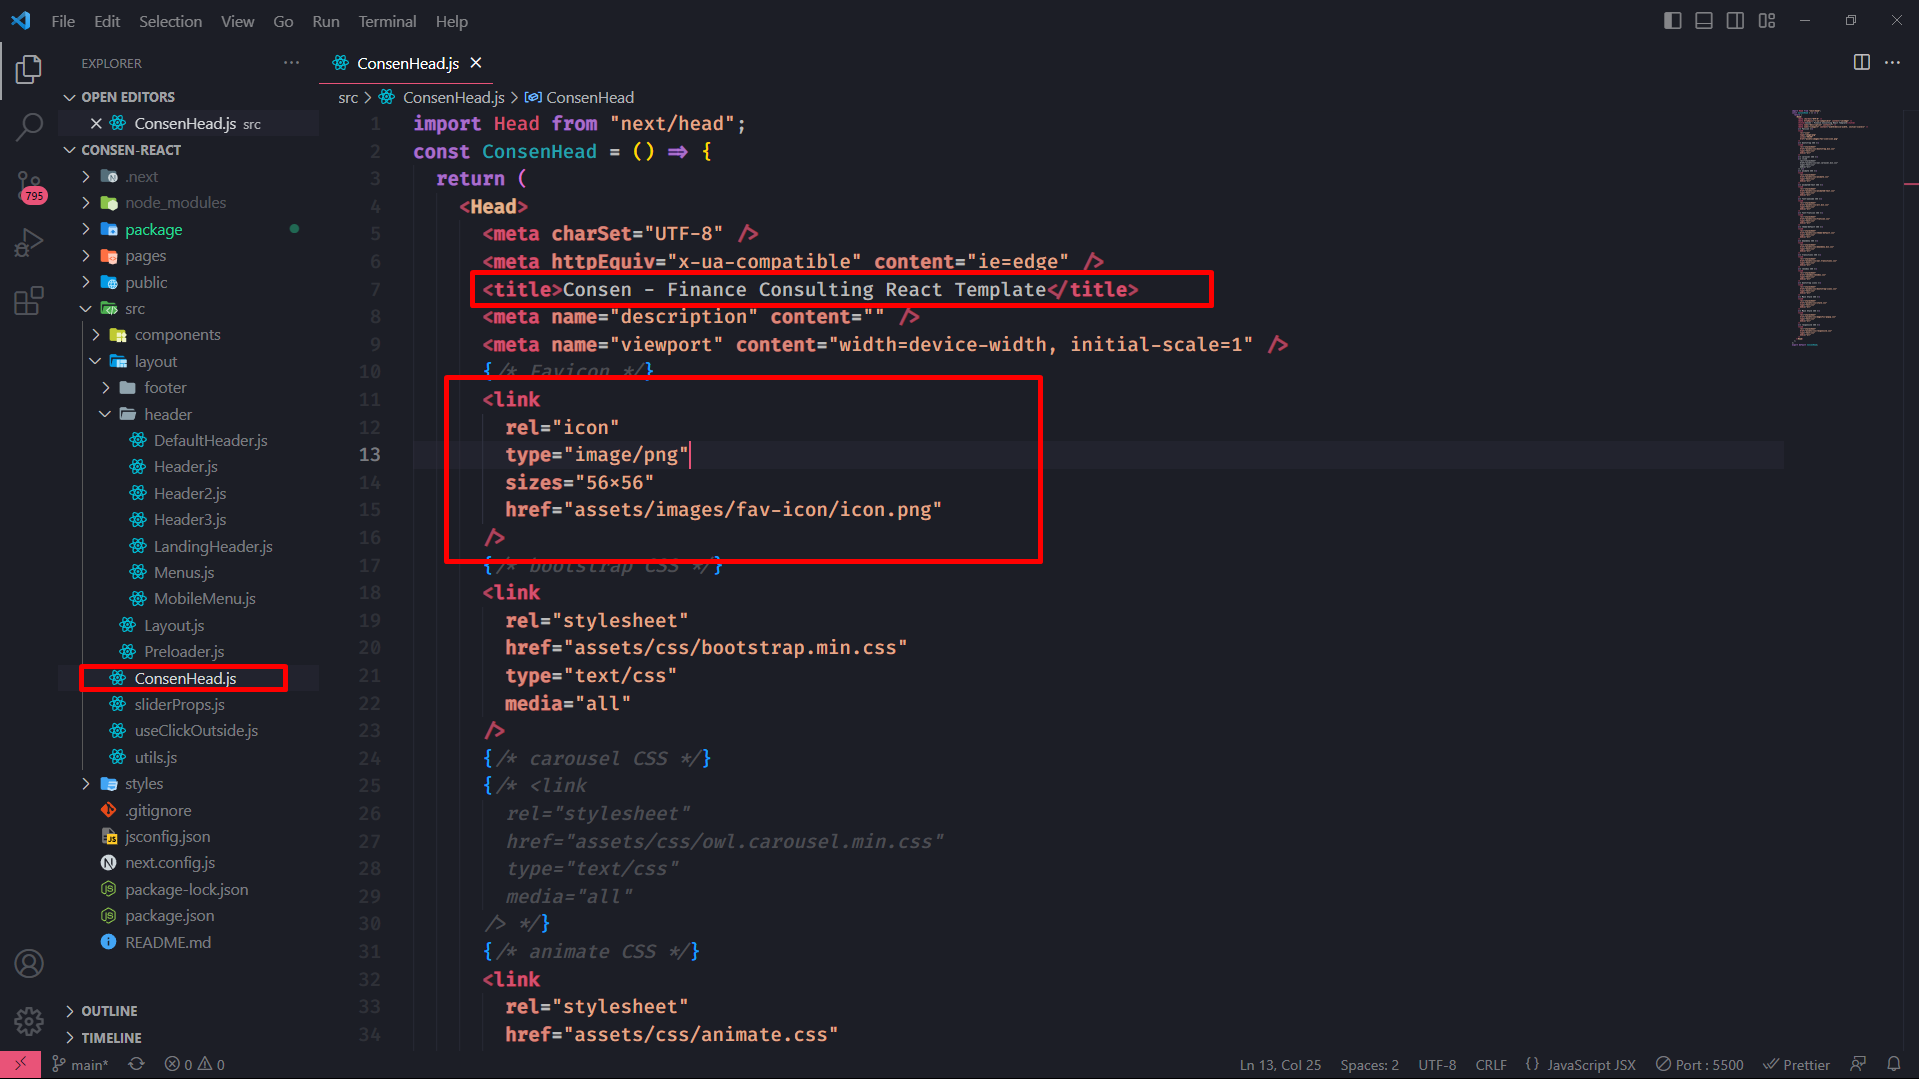 File Edit Selection View Go Run Terminal Help
EXPLORER
OPEN EDITORS
ConsenHead.js src
CONSEN-REACT
.next
node_modules
package
pages
public
src
components
layout
footer
header
DefaultHeader.js
Header.js
Header2.js
Header3.js
LandingHeader.js
Menus.js
MobileMenu.js
Layout.js
Preloader.js
ConsenHead.js
sliderProps.js
useClickOutside.js
utils.js
styles
.gitignore
jsconfig.json
next.config.js
package-lock.json
package.json
README.md
OUTLINE
TIMELINE
795
ConsenHead.js
src > ConsenHead.js > ConsenHead
1 import Head from "next/head";
2 const ConsenHead = () => {
3 return (
4 <Head>
5 <meta charSet="UTF-8" />
6 <meta httpEquiv="x-ua-compatible" content="ie=edge" />
7 <title>Consen - Finance Consulting React Template</title>
8 <meta name="description" content="" />
9 <meta name="viewport" content="width=device-width, initial-scale=1" />
10 {/* Favicon */}
11 <link
12 rel="icon"
13 type="image/png"
14 sizes="56×56"
15 href="assets/images/fav-icon/icon.png"
16 />
17 {/* bootstrap CSS */}
18 <link
19 rel="stylesheet"
20 href="assets/css/bootstrap.min.css"
21 type="text/css"
22 media="all"
23 />
24 {/* carousel CSS */}
25 {/* <link
26 rel="stylesheet"
27 href="assets/css/owl.carousel.min.css"
28 type="text/css"
29 media="all"
30 /> */}
31 {/* animate CSS */}
32 <link
33 rel="stylesheet"
34 href="assets/css/animate.css"
main* 0 0 Ln 13, Col 25 Spaces: 2 UTF-8 CRLF {} JavaScript JSX Port : 5500 Prettier